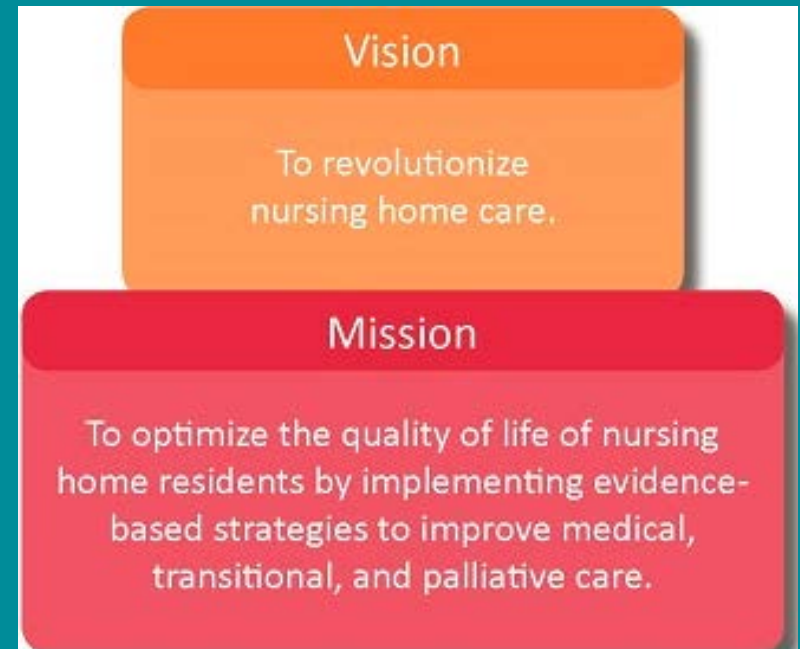 Vision
To revolutionize
nursing home care.
Mission
To optimize the quality of life of nursing
home residents by implementing evidence-
based strategies to improve medical,
transitional, and palliative care.